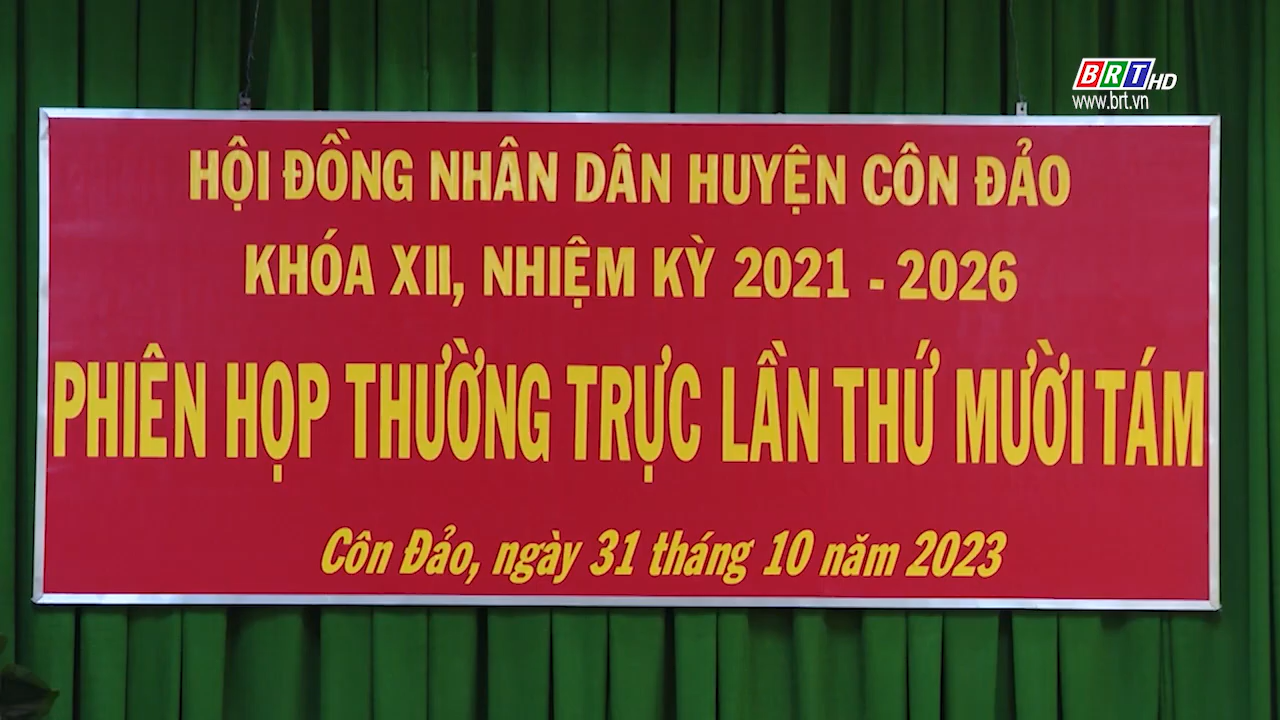 BRT HD
www.brt.vn
HỘI ĐỒNG NHÂN DÂN HUYỆN CÔN ĐẢO
KHÓA XII, NHIỆM KỲ 2021 - 2026
PHIÊN HỌP THƯỜNG TRỰC LẦN THỨ MƯỜI TÁM
Côn Đảo, ngày 31 tháng 10 năm 2023